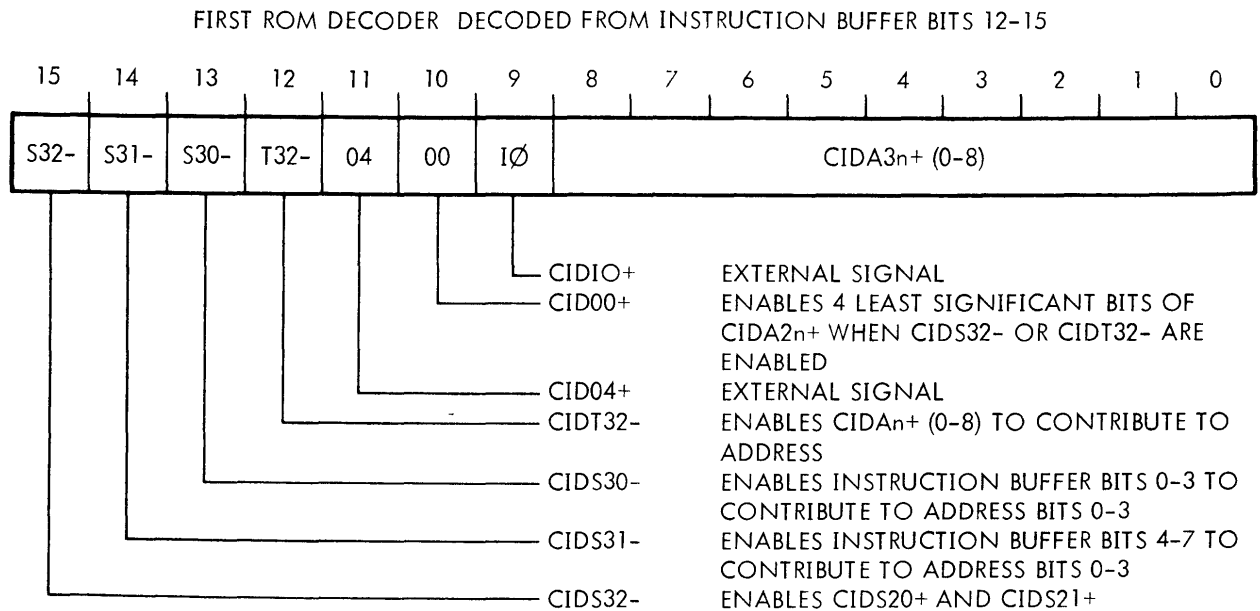 FIRST ROM DECODER DECODED FROM INSTRUCTION BUFFER BITS 12-15
15 14 13 12 11 10 9 8 7 6 5 4 3 2 1 0
S32- S31- S30- T32- 04 00 IØ CIDA3n+ (0-8)
CIDIO+ EXTERNAL SIGNAL
CID00+ ENABLES 4 LEAST SIGNIFICANT BITS OF
CIDA2n+ WHEN CIDS32- OR CIDT32- ARE
ENABLED
CID04+ EXTERNAL SIGNAL
CIDT32- ENABLES CIDAn+ (0-8) TO CONTRIBUTE TO
ADDRESS
CIDS30- ENABLES INSTRUCTION BUFFER BITS 0-3 TO
CONTRIBUTE TO ADDRESS BITS 0-3
CIDS31- ENABLES INSTRUCTION BUFFER BITS 4-7 TO
CONTRIBUTE TO ADDRESS BITS 0-3
CIDS32- ENABLES CIDS20+ AND CIDS21+